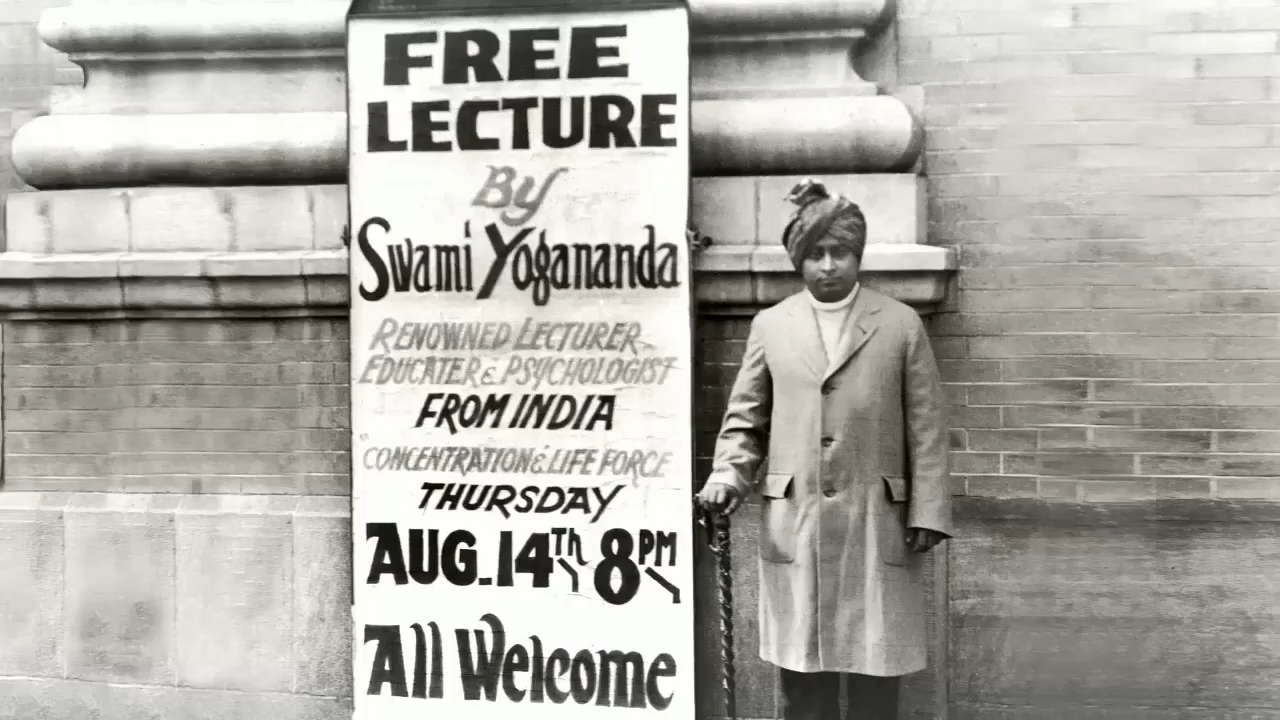 FREE
LECTURE
By
Swami Yogananda
RENOWNED LECTURER
EDUCATER & PSYCHOLOGIST
FROM INDIA
"CONCENTRATION & LIFE FORCE
THURSDAY
AUG. 14TH 8PM
All Welcome